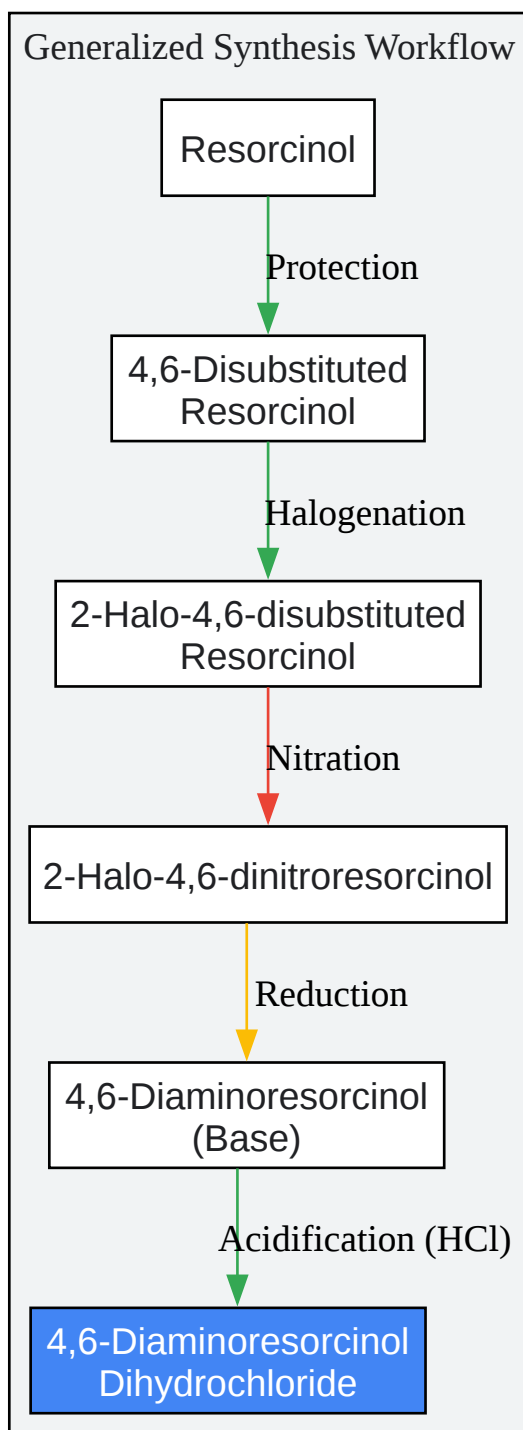 Generalized Synthesis Workflow
Resorcinol
Protection
4,6-Disubstituted
Resorcinol
Halogenation
2-Halo-4,6-disubstituted
Resorcinol
Nitration
2-Halo-4,6-dinitroresorcinol
Reduction
4,6-Diaminoresorcinol
(Base)
Acidification (HCl)
4,6-Diaminoresorcinol
Dihydrochloride